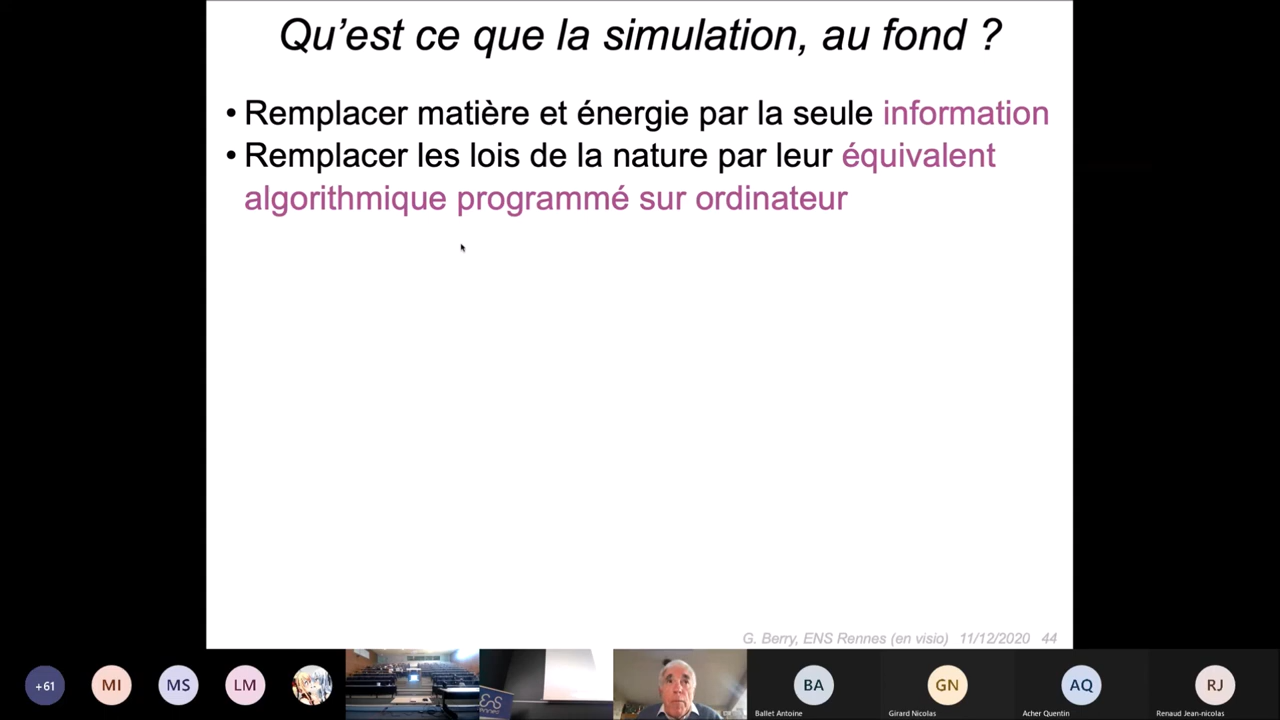 Qu’est ce que la simulation, au fond ?
• Remplacer matière et énergie par la seule information
• Remplacer les lois de la nature par leur équivalent
algorithmique programmé sur ordinateur
G. Berry, ENS Rennes (en visio) 11/12/2020 44
+61
MI
MS
LM
ENS
BA
GN
AQ
RJ
Ballet Antoine
Girard Nicolas
Acher Quentin
Renaud Jean-nicolas